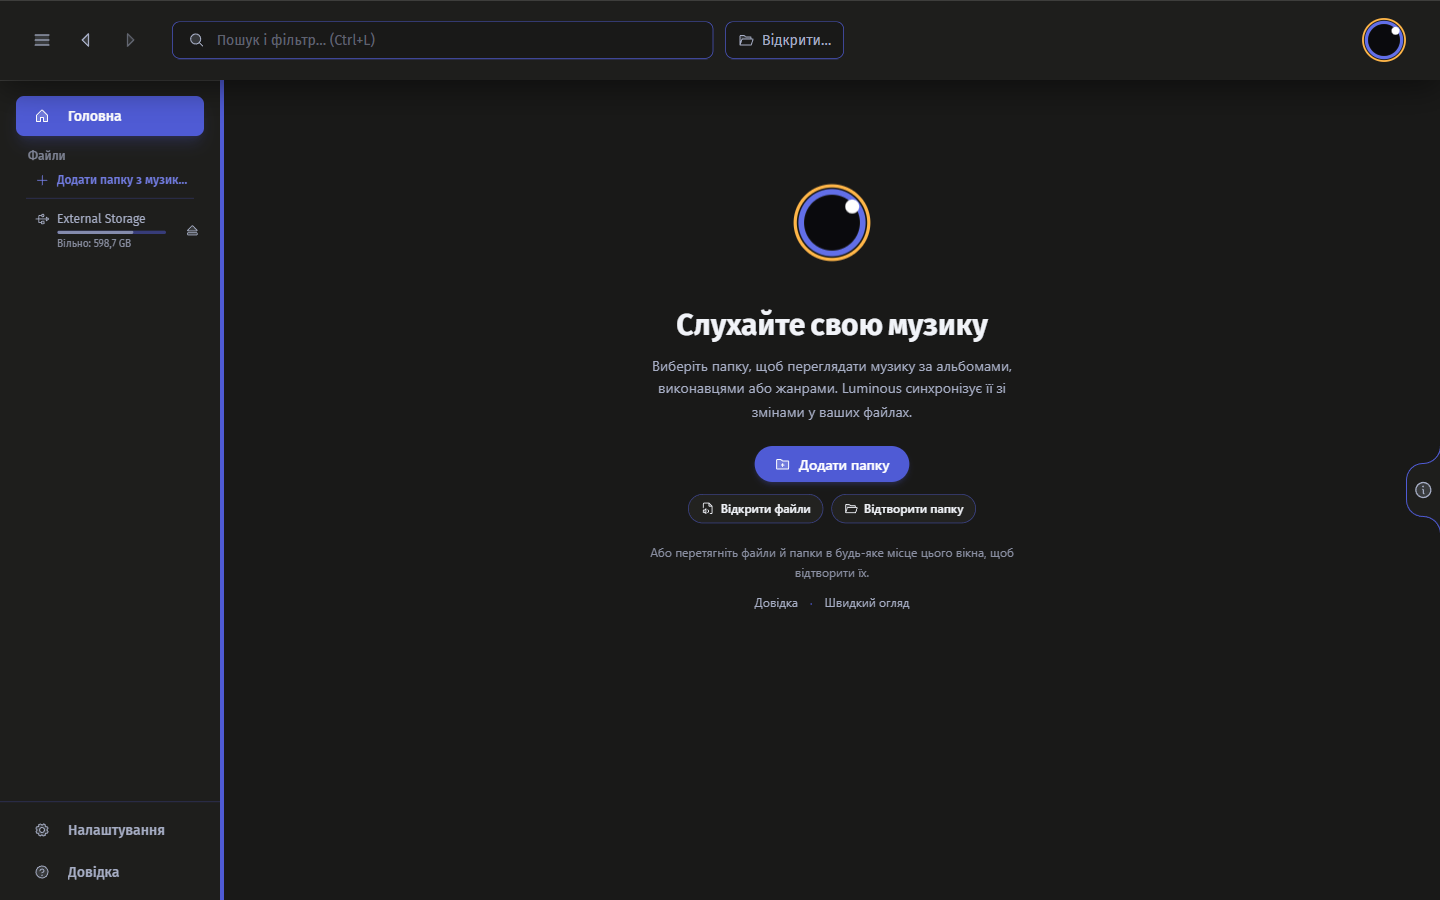 Пошук і фільтр... (Ctrl+L)
Відкрити...
Головна
Файли
Додати папку з музик...
External Storage
Вільно: 598,7 GB
Слухайте свою музику
Виберіть папку, щоб переглядати музику за альбомами,
виконавцями або жанрами. Luminous синхронізує її зі
змінами у ваших файлах.
Додати папку
Відкрити файли
Відтворити папку
Або перетягніть файли й папки в будь-яке місце цього вікна, щоб
відтворити їх.
Довідка · Швидкий огляд
Налаштування
Довідка